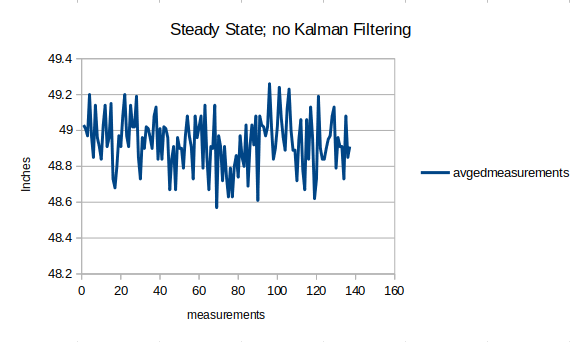 Steady State; no Kalman Filtering
49.4
49.2
49
48.8
48.6
48.4
48.2
Inches
0 20 40 60 80 100 120 140 160
measurements
avgedmeasurements